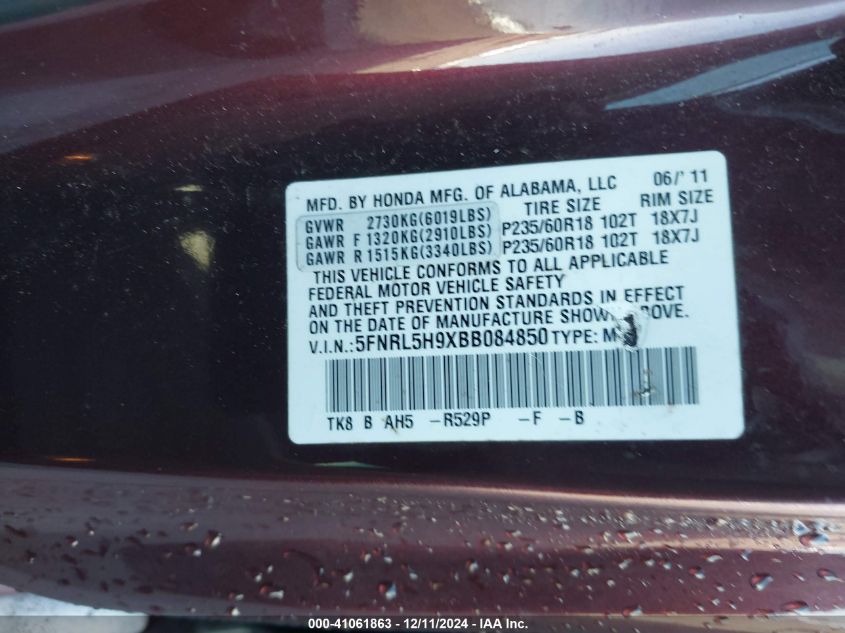 MFD. BY HONDA MFG. OF ALABAMA, LLC 06/'11
TIRE SIZE RIM SIZE
GVWR 2730KG(6019LBS)
GAWR F 1320KG(2910LBS) P235/60R18 102T 18X7J
GAWR R 1515KG(3340LBS) P235/60R18 102T 18X7J
THIS VEHICLE CONFORMS TO ALL APPLICABLE
FEDERAL MOTOR VEHICLE SAFETY
AND THEFT PREVENTION STANDARDS IN EFFECT
ON THE DATE OF MANUFACTURE SHOWN ABOVE.
V.I.N.:5FNRL5H9XBB084850 TYPE:
TK8 B AH5 -R529P -F -B
000-41061863 - 12/11/2024 - IAA Inc.